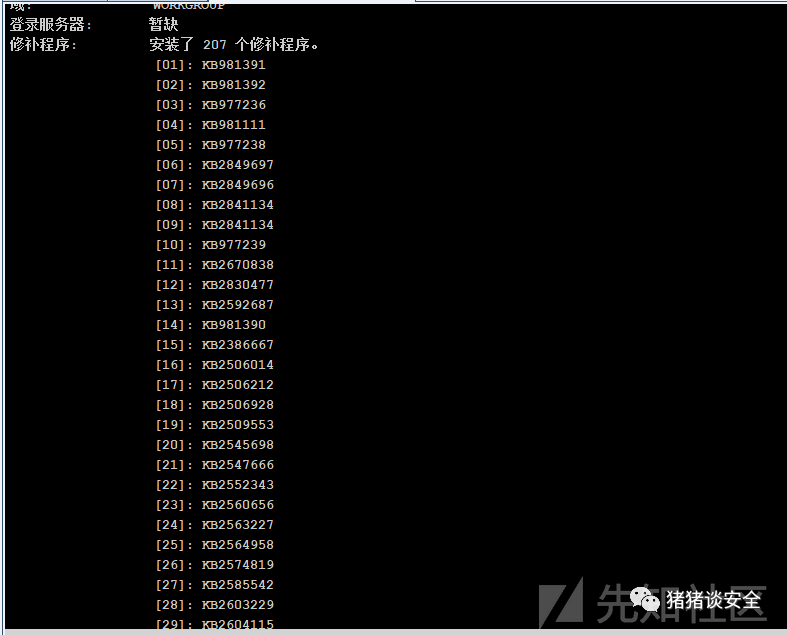 域: WORKGROUP
登录服务器: 暂缺
修补程序: 安装了 207 个修补程序。
[01]: KB981391
[02]: KB981392
[03]: KB977236
[04]: KB981111
[05]: KB977238
[06]: KB2849697
[07]: KB2849696
[08]: KB2841134
[09]: KB2841134
[10]: KB977239
[11]: KB2670838
[12]: KB2830477
[13]: KB2592687
[14]: KB981390
[15]: KB2386667
[16]: KB2506014
[17]: KB2506212
[18]: KB2506928
[19]: KB2509553
[20]: KB2545698
[21]: KB2547666
[22]: KB2552343
[23]: KB2560656
[24]: KB2563227
[25]: KB2564958
[26]: KB2574819
[27]: KB2585542
[28]: KB2603229
[29]: KB2604115
先知社区
猪猪谈安全